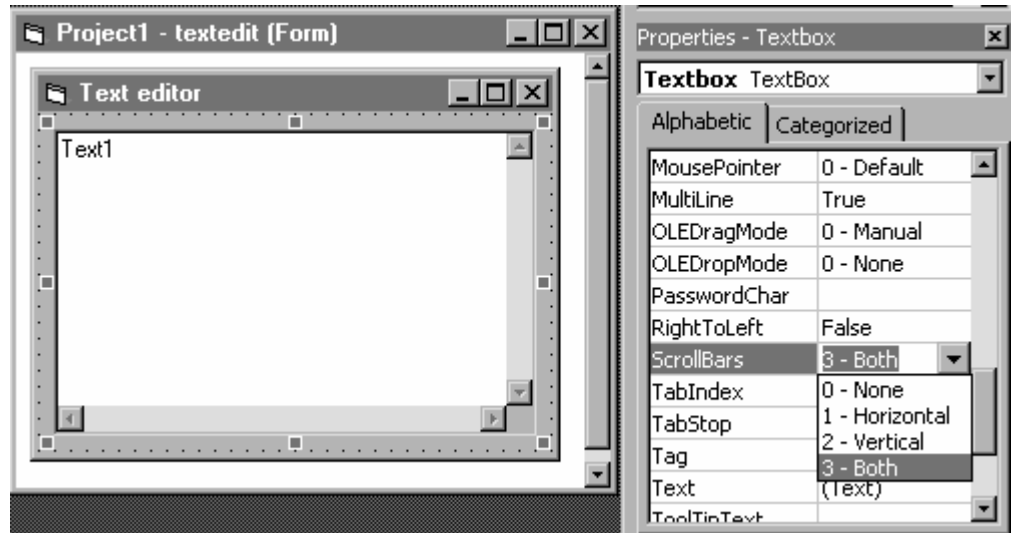 Project1 - textedit (Form)
Text editor
Text1
Properties - Textbox
Textbox TextBox
Alphabetic Categorized
MousePointer 0 - Default
MultiLine True
OLEDragMode 0 - Manual
OLEDropMode 0 - None
PasswordChar
RightToLeft False
ScrollBars 3 - Both
TabIndex 0 - None
1 - Horizontal
TabStop
2 - Vertical
Tag 3 - Both
Text (Text)
ToolTipText